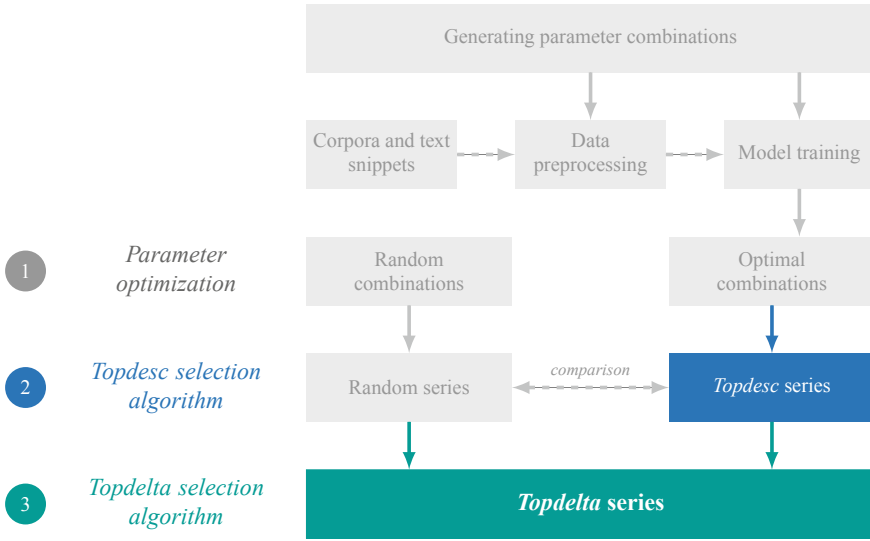 Generating parameter combinations
Corpora and text
snippets
Data
preprocessing
Model training
1
Parameter
optimization
Random
combinations
Optimal
combinations
2
Topdesc selection
algorithm
Random series
comparison
Topdesc series
3
Topdelta selection
algorithm
Topdelta series